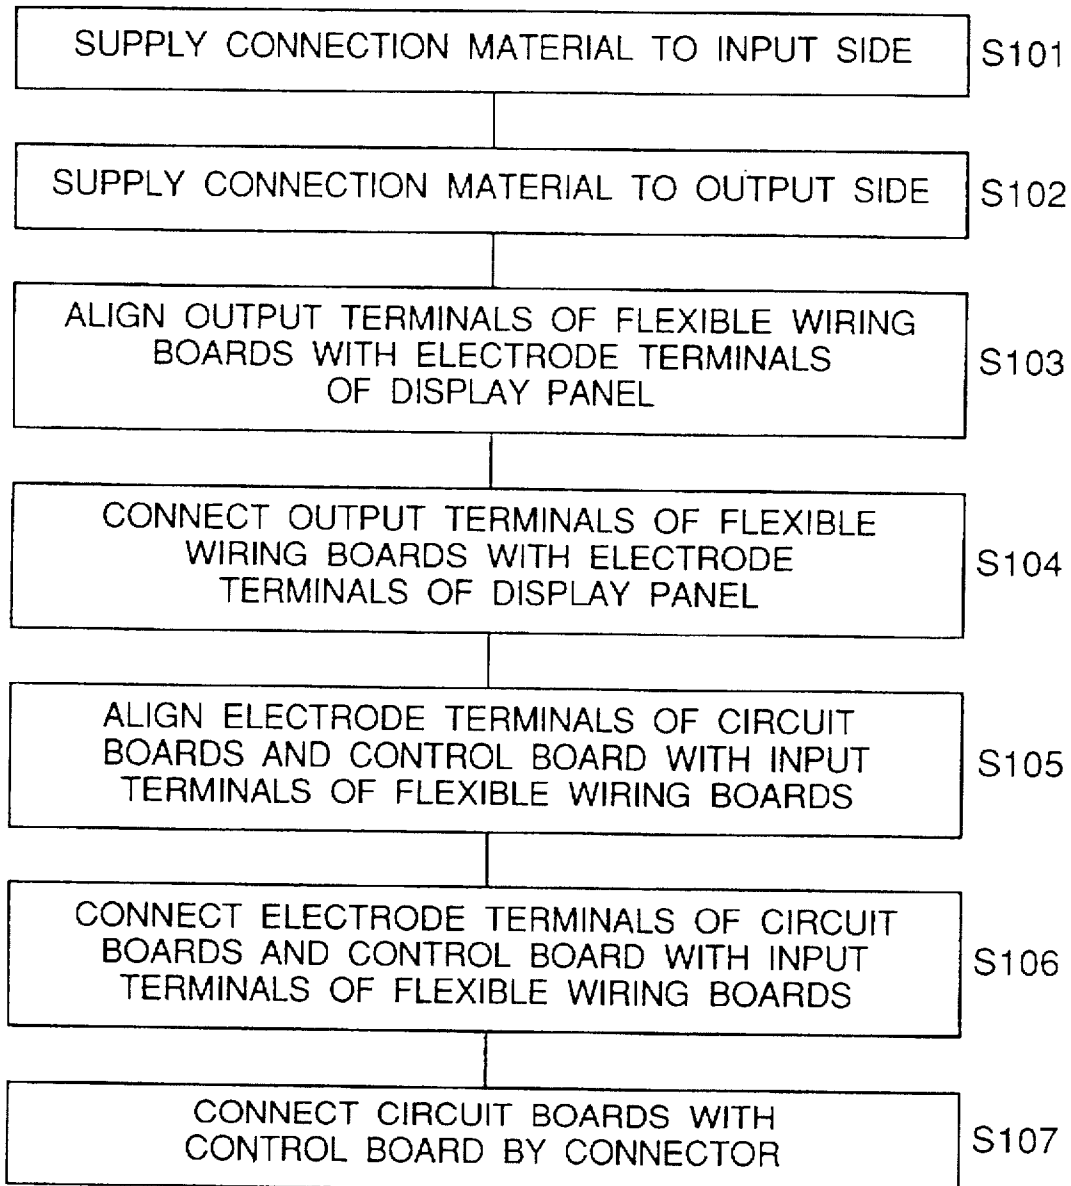 SUPPLY CONNECTION MATERIAL TO INPUT SIDE S101
SUPPLY CONNECTION MATERIAL TO OUTPUT SIDE S102
ALIGN OUTPUT TERMINALS OF FLEXIBLE WIRING
BOARDS WITH ELECTRODE TERMINALS S103
OF DISPLAY PANEL
CONNECT OUTPUT TERMINALS OF FLEXIBLE
WIRING BOARDS WITH ELECTRODE S104
TERMINALS OF DISPLAY PANEL
ALIGN ELECTRODE TERMINALS OF CIRCUIT
BOARDS AND CONTROL BOARD WITH INPUT S105
TERMINALS OF FLEXIBLE WIRING BOARDS
CONNECT ELECTRODE TERMINALS OF CIRCUIT
BOARDS AND CONTROL BOARD WITH INPUT S106
TERMINALS OF FLEXIBLE WIRING BOARDS
CONNECT CIRCUIT BOARDS WITH
CONTROL BOARD BY CONNECTOR S107